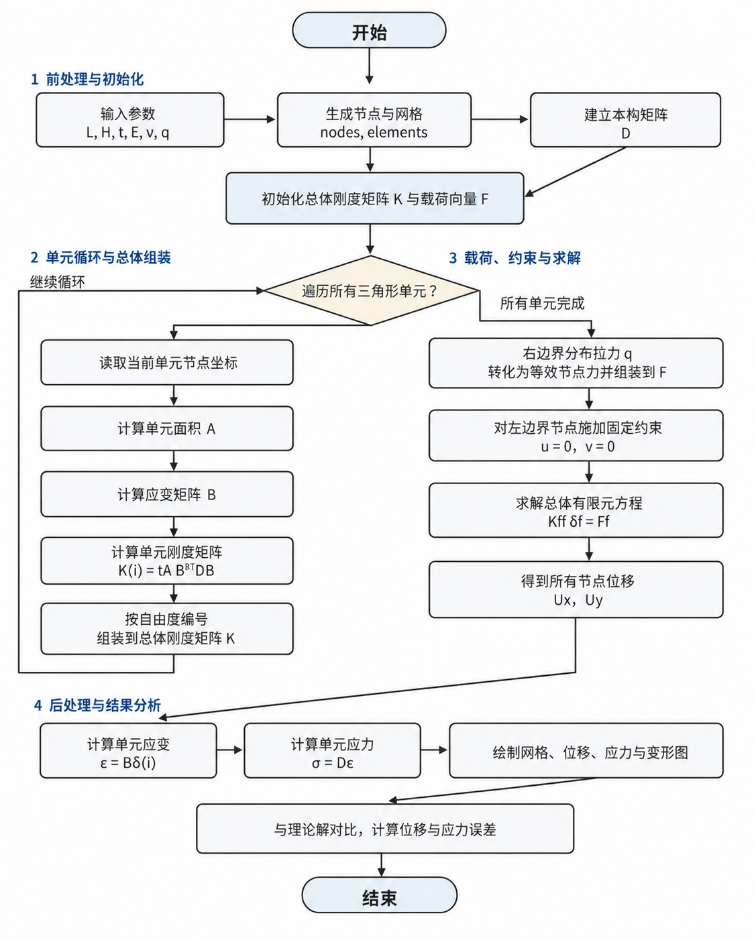 开始
1 前处理与初始化
输入参数
L, H, t, E, ν, q
生成节点与网格
nodes, elements
建立本构矩阵
D
初始化总体刚度矩阵 K 与载荷向量 F
2 单元循环与总体组装
3 载荷、约束与求解
继续循环
遍历所有三角形单元？
所有单元完成
读取当前单元节点坐标
计算单元面积 A
计算应变矩阵 B
计算单元刚度矩阵
K(i) = tA BᴮᵀDB
按自由度编号
组装到总体刚度矩阵 K
右边界分布拉力 q
转化为等效节点力并组装到 F
对左边界节点施加固定约束
u = 0，v = 0
求解总体有限元方程
Kff δf = Ff
得到所有节点位移
Ux，Uy
4 后处理与结果分析
计算单元应变
ε = Bδ(i)
计算单元应力
σ = Dε
绘制网格、位移、应力与变形图
与理论解对比，计算位移与应力误差
结束